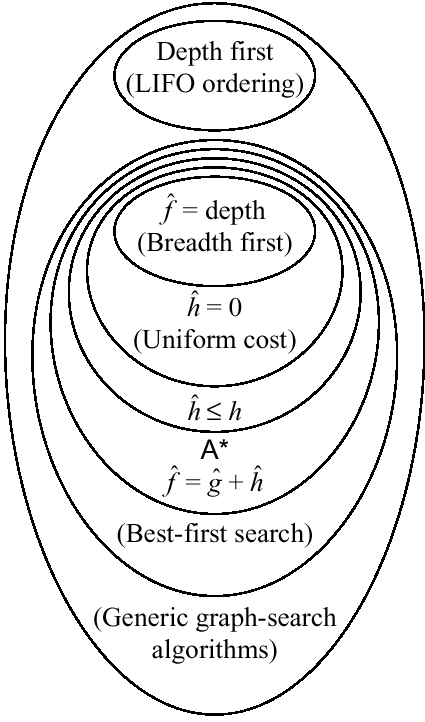 Depth first
(LIFO ordering)
f̂ = depth
(Breadth first)
ĥ = 0
(Uniform cost)
ĥ ≤ h
A*
f̂ = ĝ + ĥ
(Best-first search)
(Generic graph-search
algorithms)